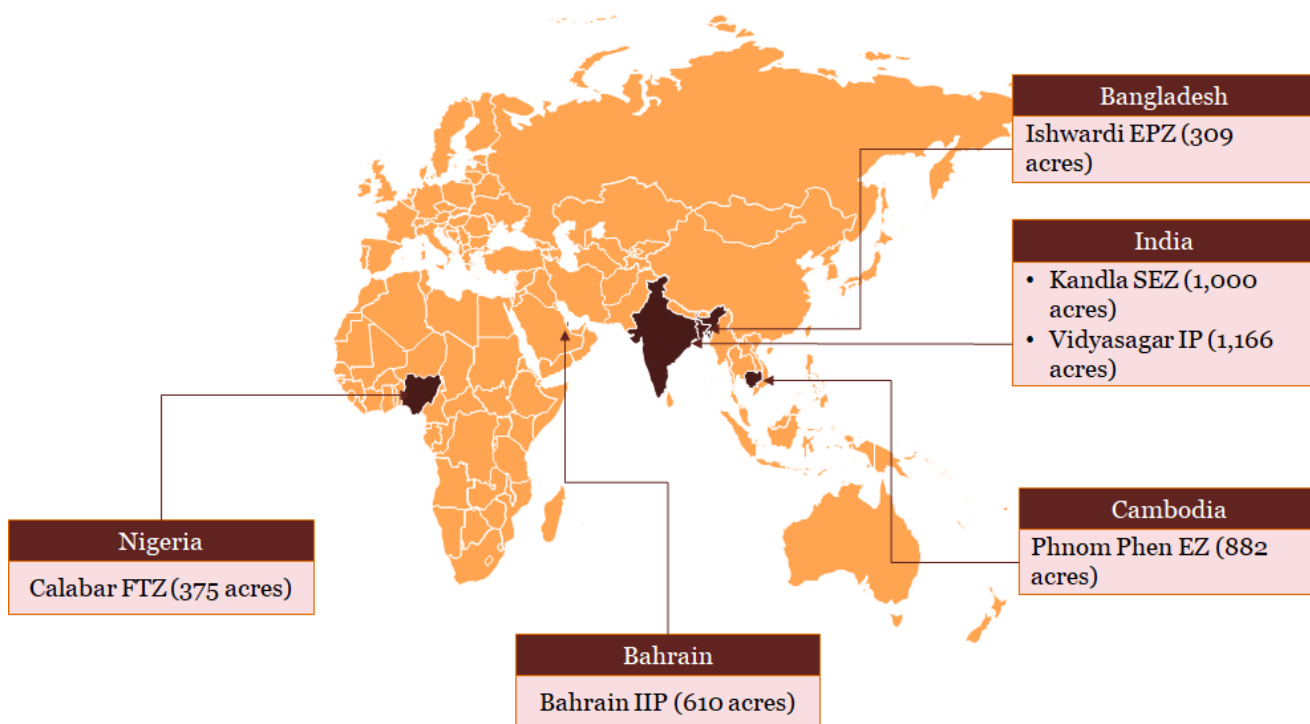 Bangladesh
Ishwardi EPZ (309
acres)
India
• Kandla SEZ (1,000
acres)
• Vidyasagar IP (1,166
acres)
Cambodia
Phnom Phen EZ (882
acres)
Nigeria
Calabar FTZ (375 acres)
Bahrain
Bahrain IIP (610 acres)